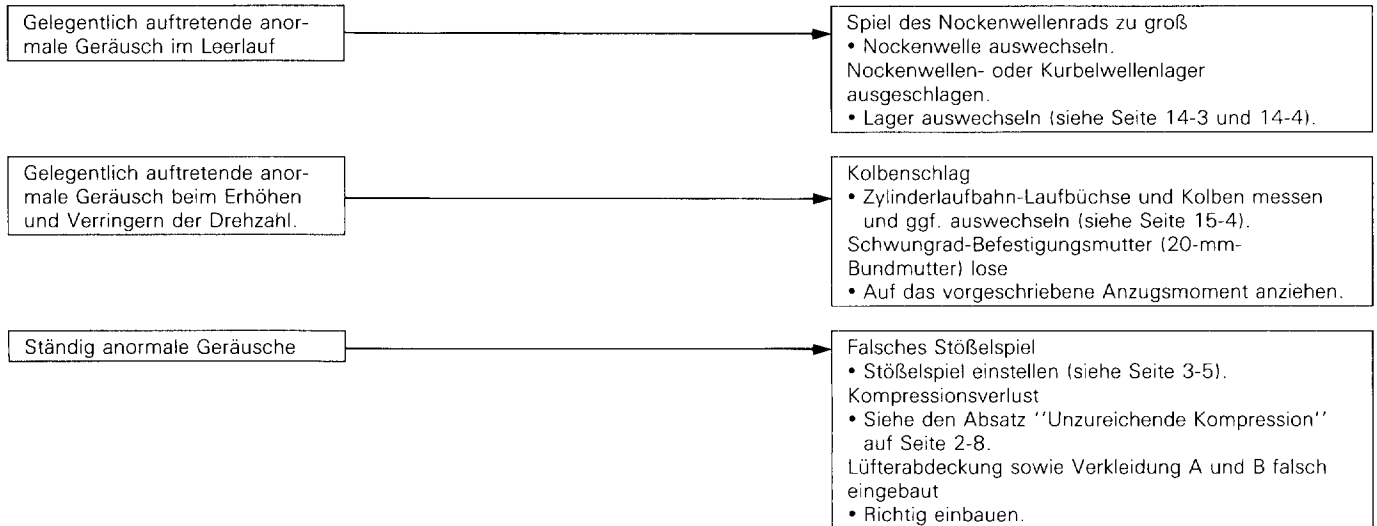 Gelegentlich auftretende anor-
male Geräusch im Leerlauf
Spiel des Nockenwellenrads zu groß
• Nockenwelle auswechseln.
Nockenwellen- oder Kurbelwellenlager
ausgeschlagen.
• Lager auswechseln (siehe Seite 14-3 und 14-4).
Gelegentlich auftretende anor-
male Geräusch beim Erhöhen
und Verringern der Drehzahl.
Kolbenschlag
• Zylinderlaufbahn-Laufbüchse und Kolben messen
und ggf. auswechseln (siehe Seite 15-4).
Schwungrad-Befestigungsmutter (20-mm-
Bundmutter) lose
• Auf das vorgeschriebene Anzugsmoment anziehen.
Ständig anormale Geräusche
Falsches Stößelspiel
• Stößelspiel einstellen (siehe Seite 3-5).
Kompressionsverlust
• Siehe den Absatz ''Unzureichende Kompression''
auf Seite 2-8.
Lüfterabdeckung sowie Verkleidung A und B falsch
eingebaut
• Richtig einbauen.